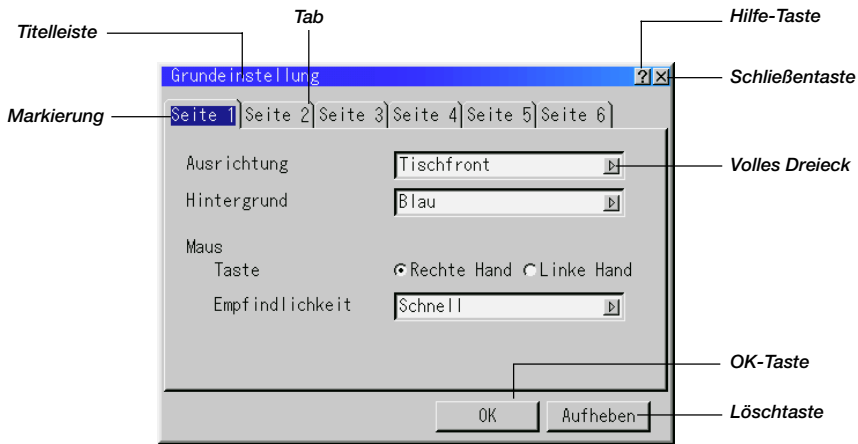 Tab
Hilfe-Taste
Titelleiste
Grundeinstellung
?
Schließentaste
Markierung
Seite 1 Seite 2 Seite 3 Seite 4 Seite 5 Seite 6
Ausrichtung Tischfront
Volles Dreieck
Hintergrund Blau
Maus
Taste Rechte Hand Linke Hand
Empfindlichkeit Schnell
OK-Taste
OK Aufheben
Löschtaste